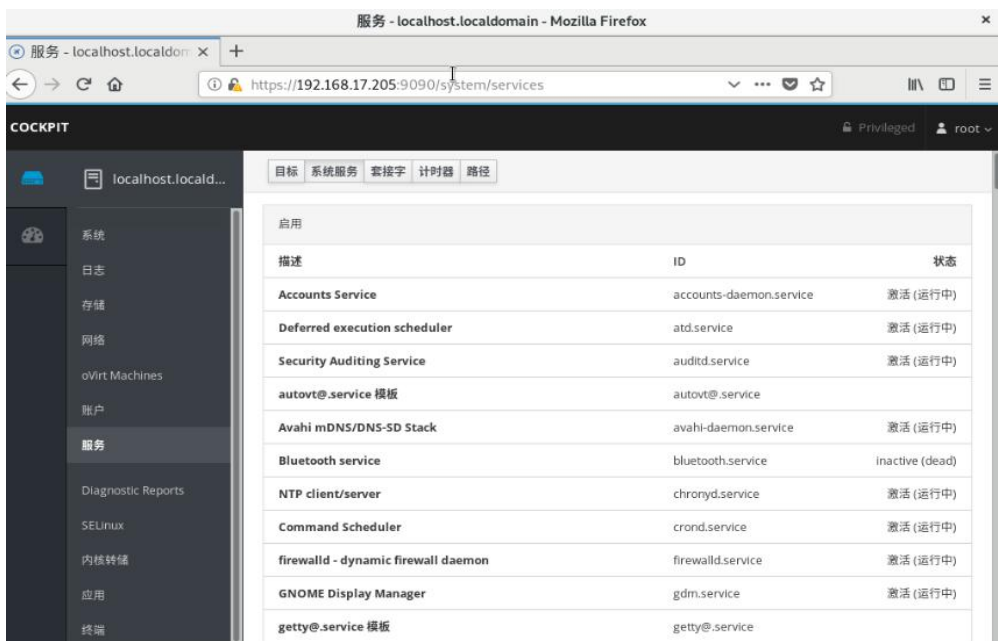 服务 - localhost.localdomain - Mozilla Firefox
服务 - localhost.localdom
https://192.168.17.205:9090/system/services
COCKPIT
Privileged
root
localhost.locald...
目标 系统服务 套接字 计时器 路径
系统
日志
存储
网络
oVirt Machines
账户
服务
Diagnostic Reports
SELinux
内核转储
应用
终端
启用
描述 ID 状态
Accounts Service accounts-daemon.service 激活 (运行中)
Deferred execution scheduler atd.service 激活 (运行中)
Security Auditing Service auditd.service 激活 (运行中)
autovt@.service 模板 autovt@.service
Avahi mDNS/DNS-SD Stack avahi-daemon.service 激活 (运行中)
Bluetooth service bluetooth.service inactive (dead)
NTP client/server chronyd.service 激活 (运行中)
Command Scheduler crond.service 激活 (运行中)
firewalld - dynamic firewall daemon firewalld.service 激活 (运行中)
GNOME Display Manager gdm.service 激活 (运行中)
getty@.service 模板 getty@.service